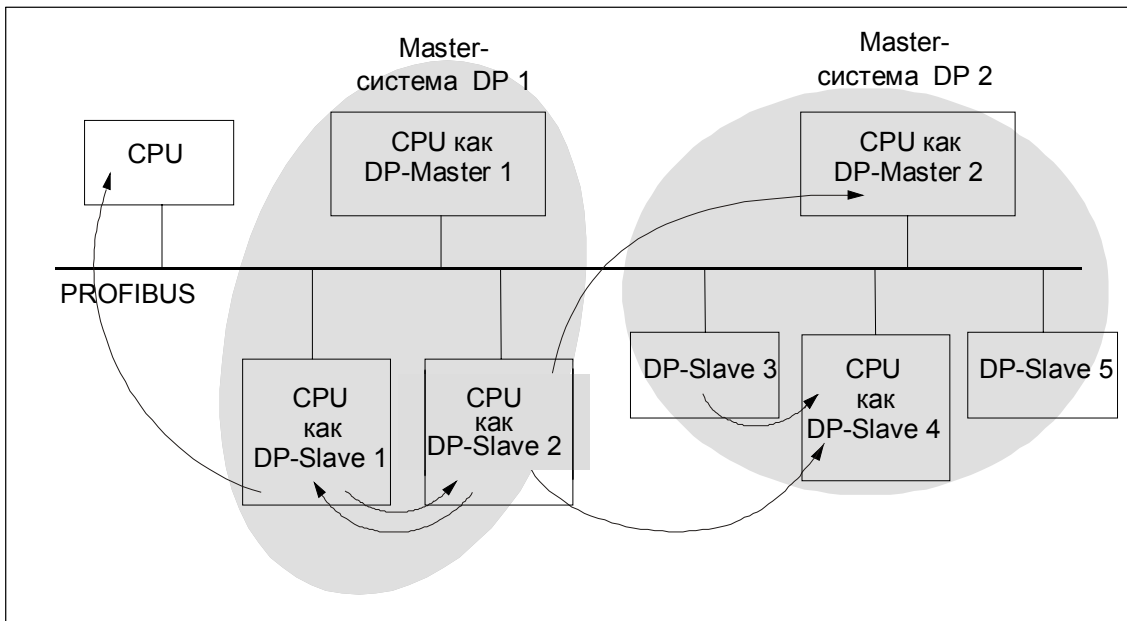 Master-
система DP 1
Master-
система DP 2
CPU
CPU как
DP-Master 1
CPU как
DP-Master 2
PROFIBUS
CPU
как
DP-Slave 1
CPU
как
DP-Slave 2
DP-Slave 3
CPU
как
DP-Slave 4
DP-Slave 5